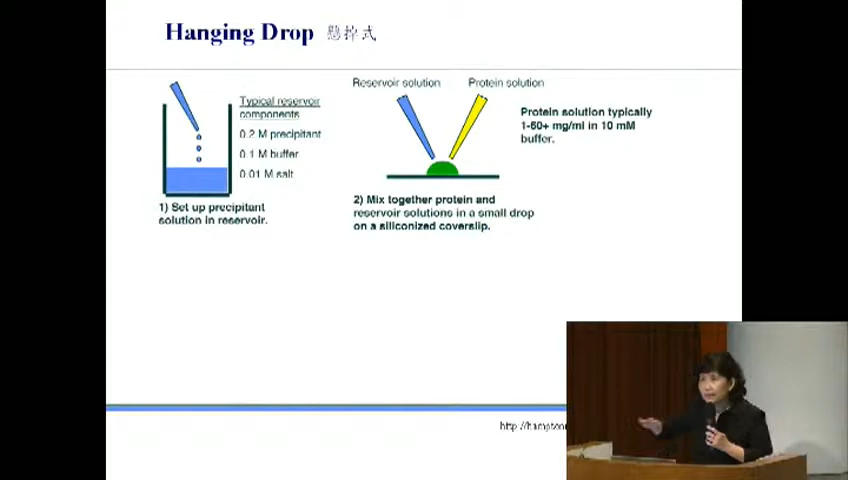 Hanging Drop 懸掉式
Typical reservoir
components
0.2 M precipitant
0.1 M buffer
0.01 M salt
1) Set up precipitant
solution in reservoir.
Reservoir solution
Protein solution
Protein solution typically
1-60+ mg/ml in 10 mM
buffer.
2) Mix together protein and
reservoir solutions in a small drop
on a siliconized coverslip.